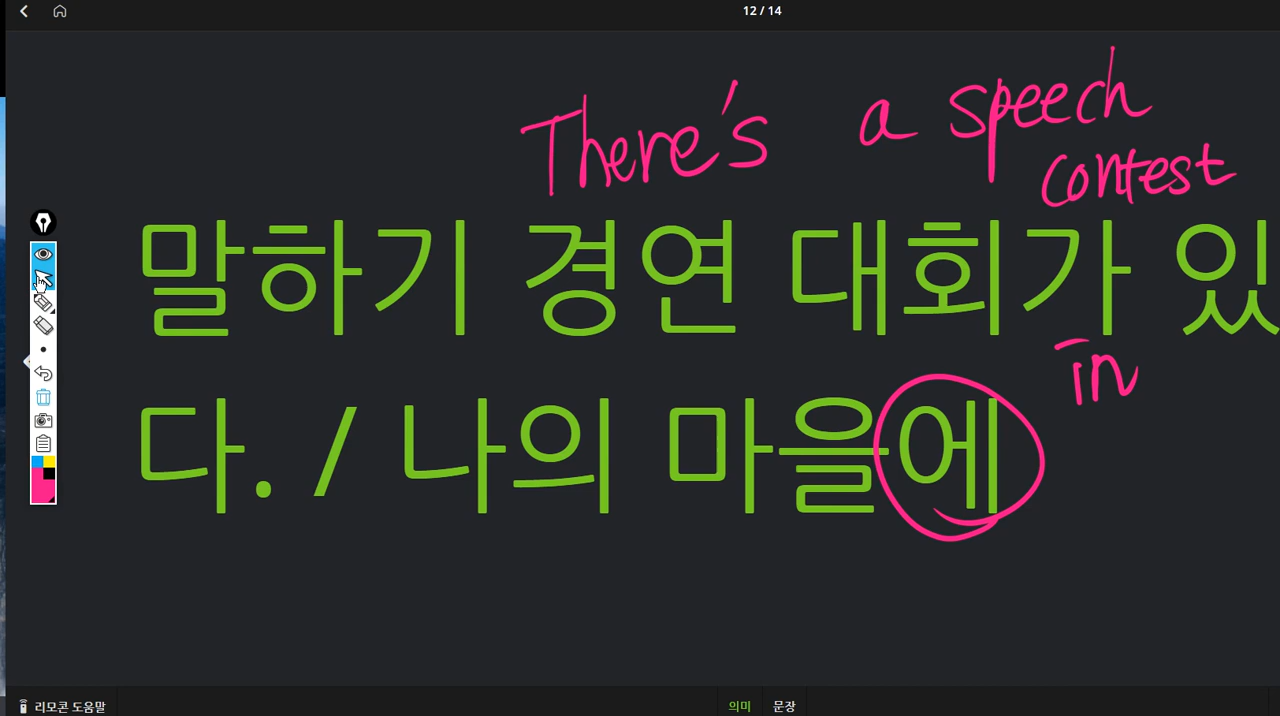 12 / 14
There's a speech
contest
말하기 경연 대회가 있
in
다. / 나의 마을에
리모콘 도움말 의미 문장